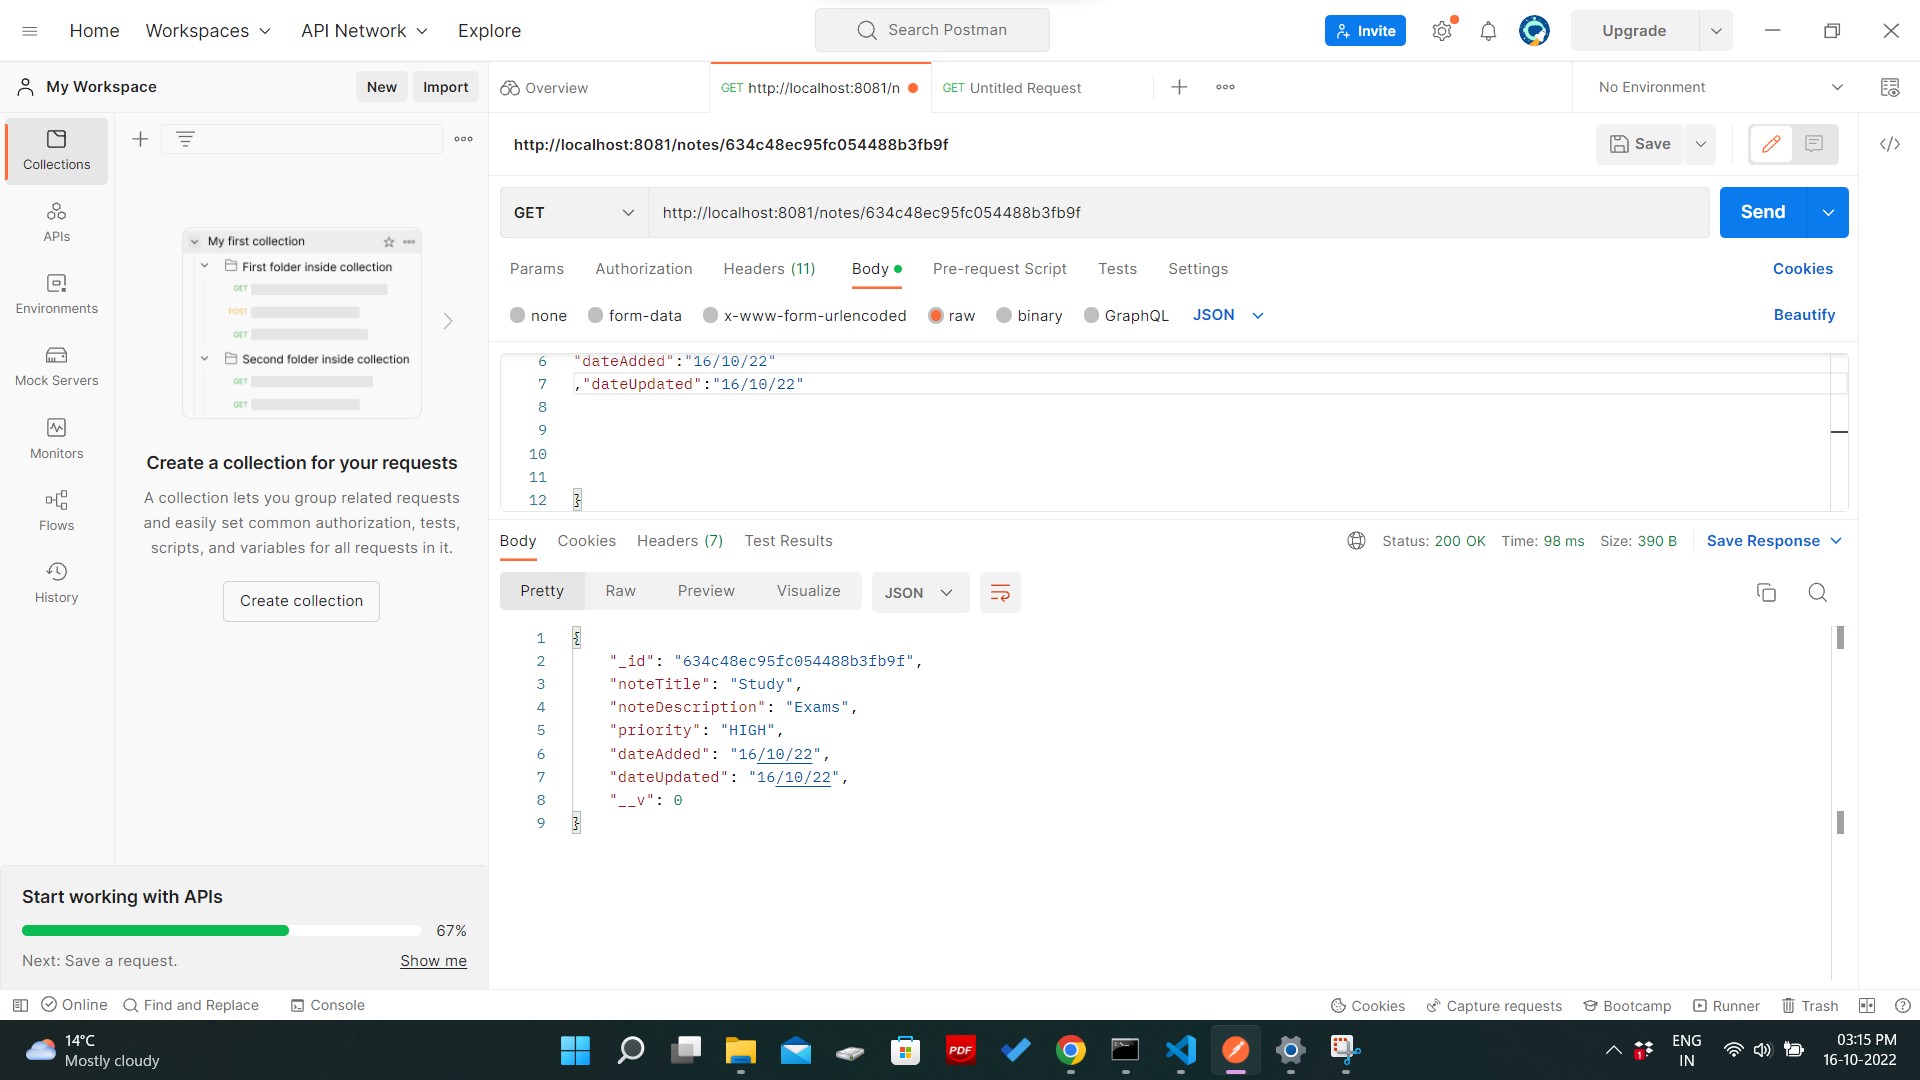 Home
Workspaces
API Network
Explore
Search Postman
Invite
Upgrade
My Workspace
New
Import
Overview
GET http://localhost:8081/n
GET Untitled Request
No Environment
Collections
APIs
Environments
Mock Servers
Monitors
Flows
History
My first collection
First folder inside collection
GET
POST
GET
Second folder inside collection
GET
GET
Create a collection for your requests
A collection lets you group related requests
and easily set common authorization, tests,
scripts, and variables for all requests in it.
Create collection
Start working with APIs
67%
Next: Save a request.
Show me
http://localhost:8081/notes/634c48ec95fc054488b3fb9f
Save
GET
http://localhost:8081/notes/634c48ec95fc054488b3fb9f
Send
Params
Authorization
Headers (11)
Body
Pre-request Script
Tests
Settings
Cookies
none
form-data
x-www-form-urlencoded
raw
binary
GraphQL
JSON
Beautify
6 "dateAdded":"16/10/22"
7 ,"dateUpdated":"16/10/22"
8
9
10
11
12 }
Body
Cookies
Headers (7)
Test Results
Status: 200 OK
Time: 98 ms
Size: 390 B
Save Response
Pretty
Raw
Preview
Visualize
JSON
1 {
2 "_id": "634c48ec95fc054488b3fb9f",
3 "noteTitle": "Study",
4 "noteDescription": "Exams",
5 "priority": "HIGH",
6 "dateAdded": "16/10/22",
7 "dateUpdated": "16/10/22",
8 "__v": 0
9 }
Online
Find and Replace
Console
Cookies
Capture requests
Bootcamp
Runner
Trash
14°C
Mostly cloudy
PDF
1
ENG
IN
03:15 PM
16-10-2022